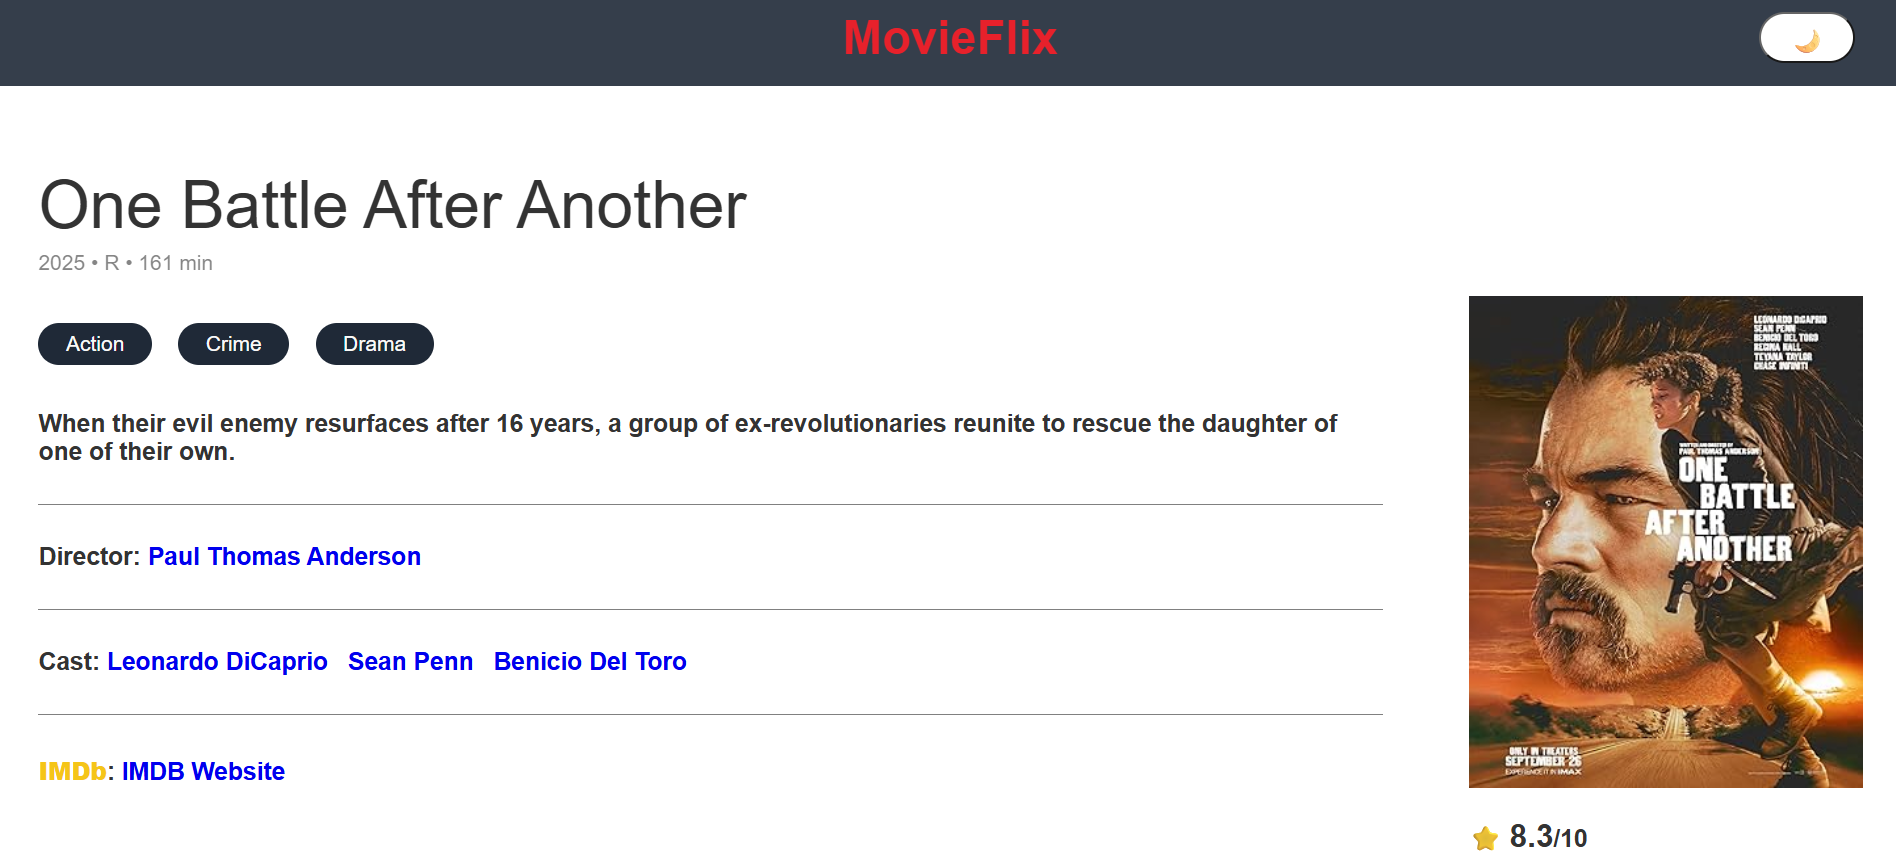 MovieFlix
One Battle After Another
2025 • R • 161 min
Action
Crime
Drama
When their evil enemy resurfaces after 16 years, a group of ex-revolutionaries reunite to rescue the daughter of
one of their own.
Director: Paul Thomas Anderson
Cast: Leonardo DiCaprio Sean Penn Benicio Del Toro
IMDb: IMDB Website
LEONARDO DiCAPRIO
SEAN PENN
BENICIO DEL TORO
REGINA HALL
TEYANA TAYLOR
CHASE INFINITI
WRITTEN AND DIRECTED BY
PAUL THOMAS ANDERSON
ONE
BATTLE
AFTER
ANOTHER
ONLY IN THEATERS
SEPTEMBER 26
EXPERIENCE IT IN IMAX
8.3/10